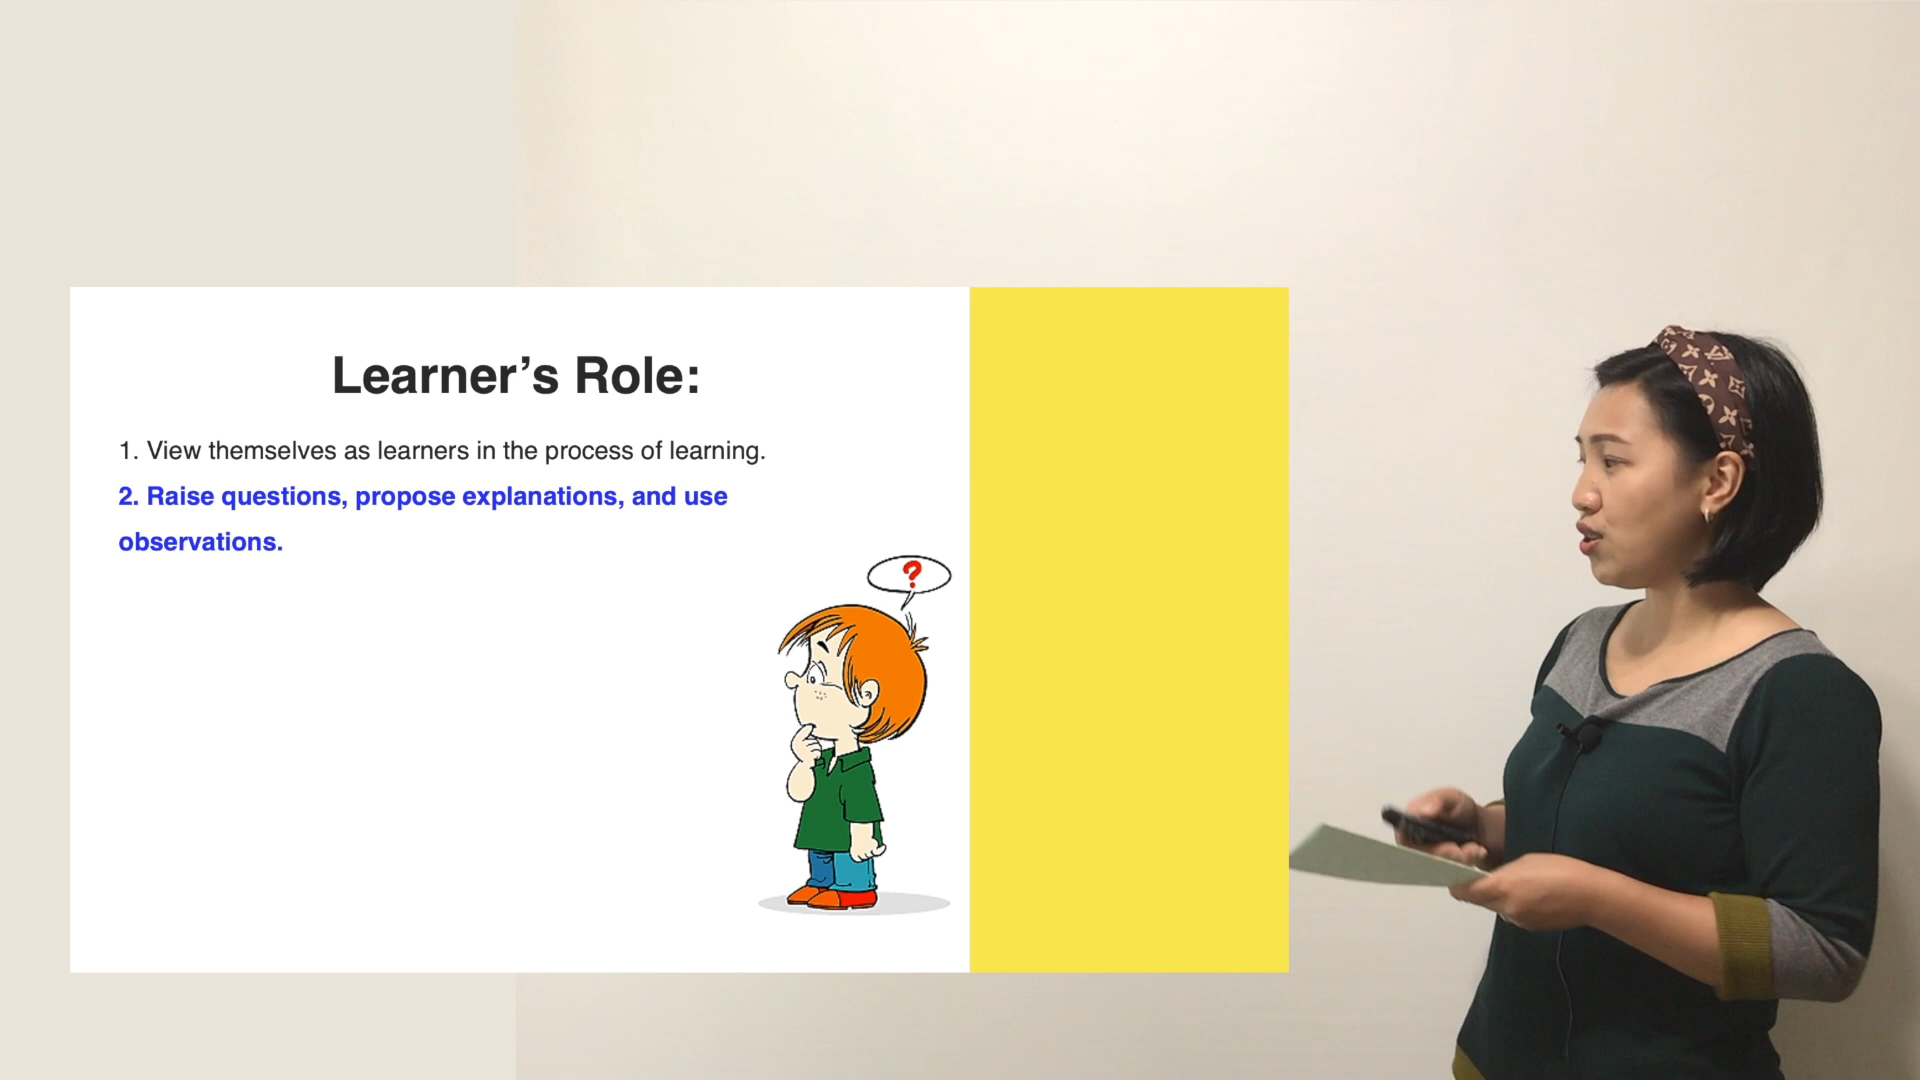 Learner’s Role:
1. View themselves as learners in the process of learning.
2. Raise questions, propose explanations, and use
observations.
?